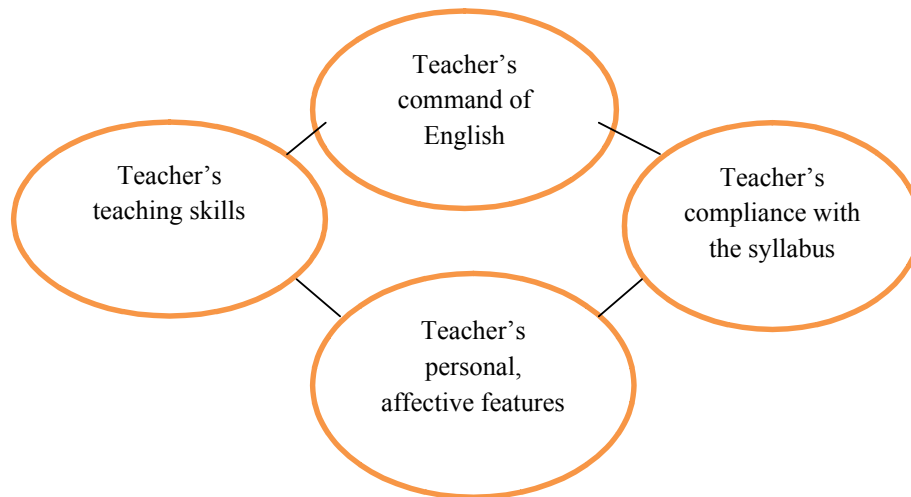 Teacher’s
command of
English
Teacher’s
teaching skills
Teacher’s
compliance with
the syllabus
Teacher’s
personal,
affective features